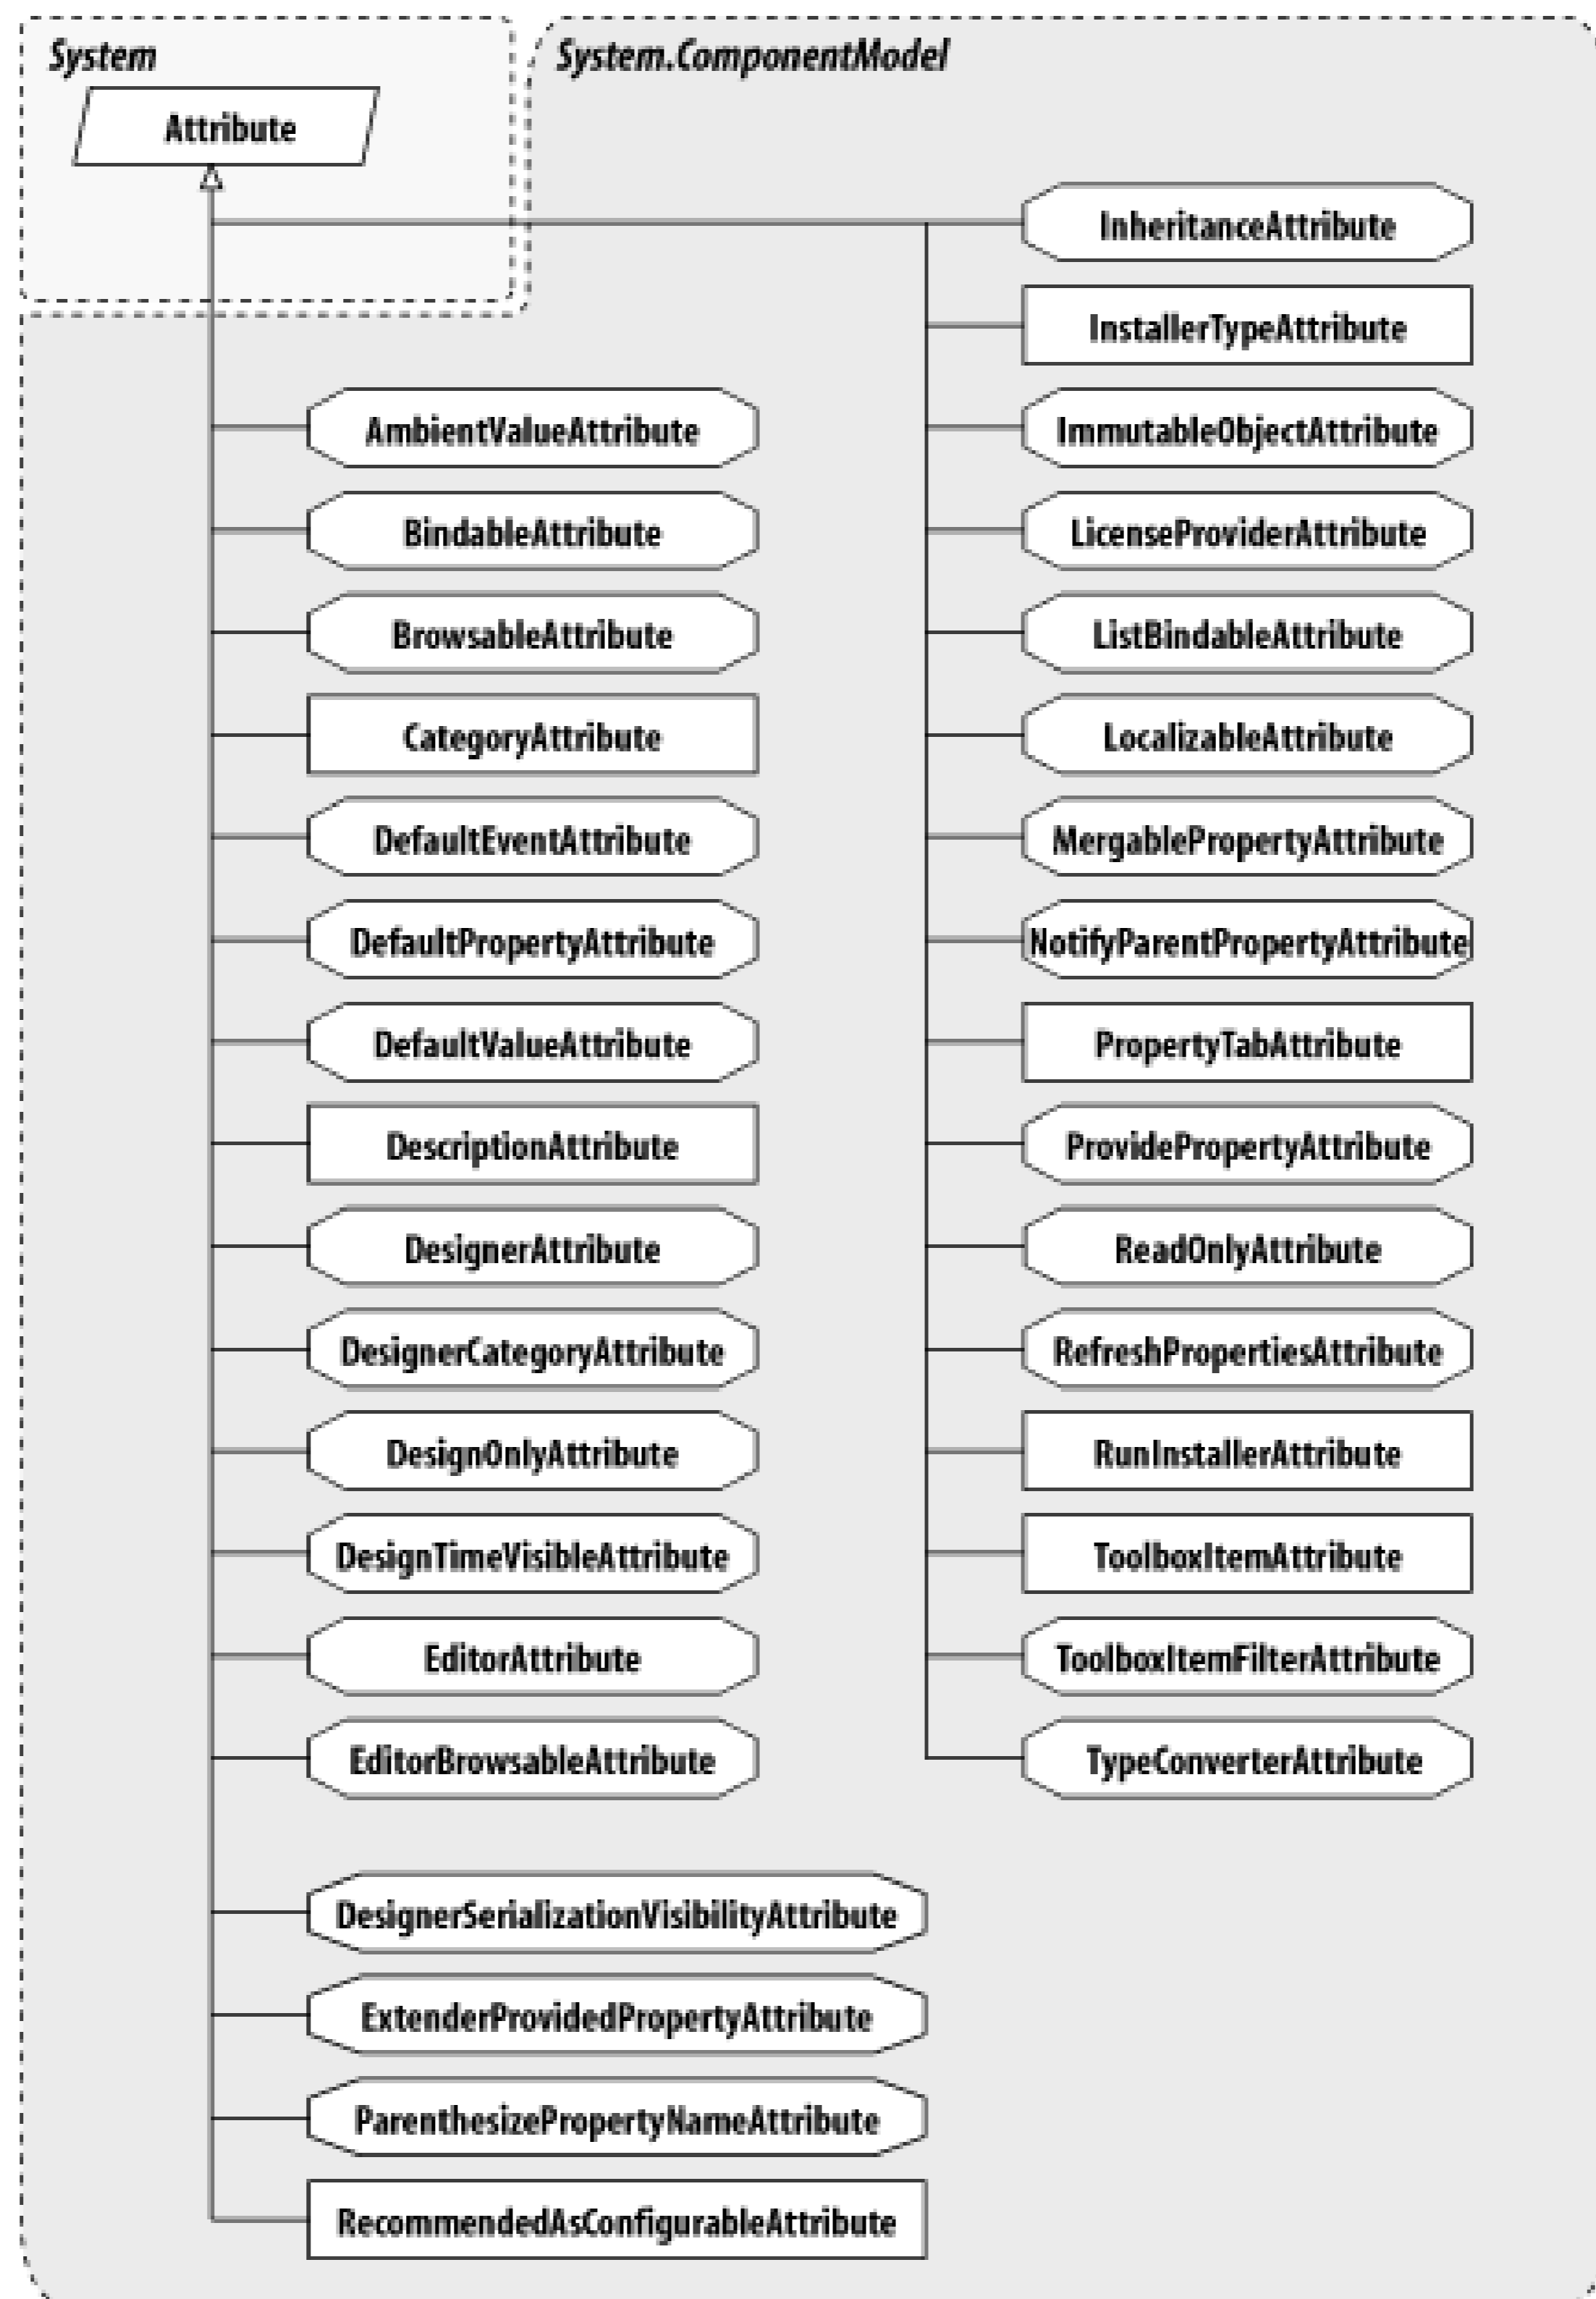 System
Attribute
System.ComponentModel
AmbientValueAttribute
BindableAttribute
BrowsableAttribute
CategoryAttribute
DefaultEventAttribute
DefaultPropertyAttribute
DefaultValueAttribute
DescriptionAttribute
DesignerAttribute
DesignerCategoryAttribute
DesignOnlyAttribute
DesignTimeVisibleAttribute
EditorAttribute
EditorBrowsableAttribute
DesignerSerializationVisibilityAttribute
ExtenderProvidedPropertyAttribute
ParenthesizePropertyNameAttribute
RecommendedAsConfigurableAttribute
InheritanceAttribute
InstallerTypeAttribute
ImmutableObjectAttribute
LicenseProviderAttribute
ListBindableAttribute
LocalizableAttribute
MergablePropertyAttribute
NotifyParentPropertyAttribute
PropertyTabAttribute
ProvidePropertyAttribute
ReadOnlyAttribute
RefreshPropertiesAttribute
RunInstallerAttribute
ToolboxItemAttribute
ToolboxItemFilterAttribute
TypeConverterAttribute